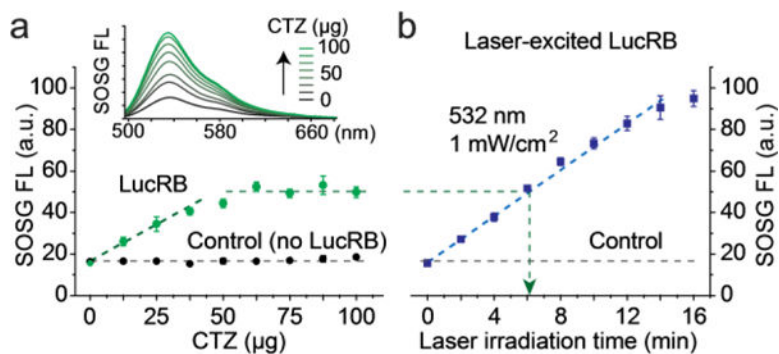 a
CTZ (µg)
100
50
0
SOSG FL
500 580 660 (nm)
SOSG FL (a.u.)
100
80
60
40
20
0
LucRB
Control (no LucRB)
0 25 50 75 100
CTZ (µg)
b
Laser-excited LucRB
532 nm
1 mW/cm²
Control
100
80
60
40
20
0
SOSG FL (a.u.)
0 4 8 12 16
Laser irradiation time (min)